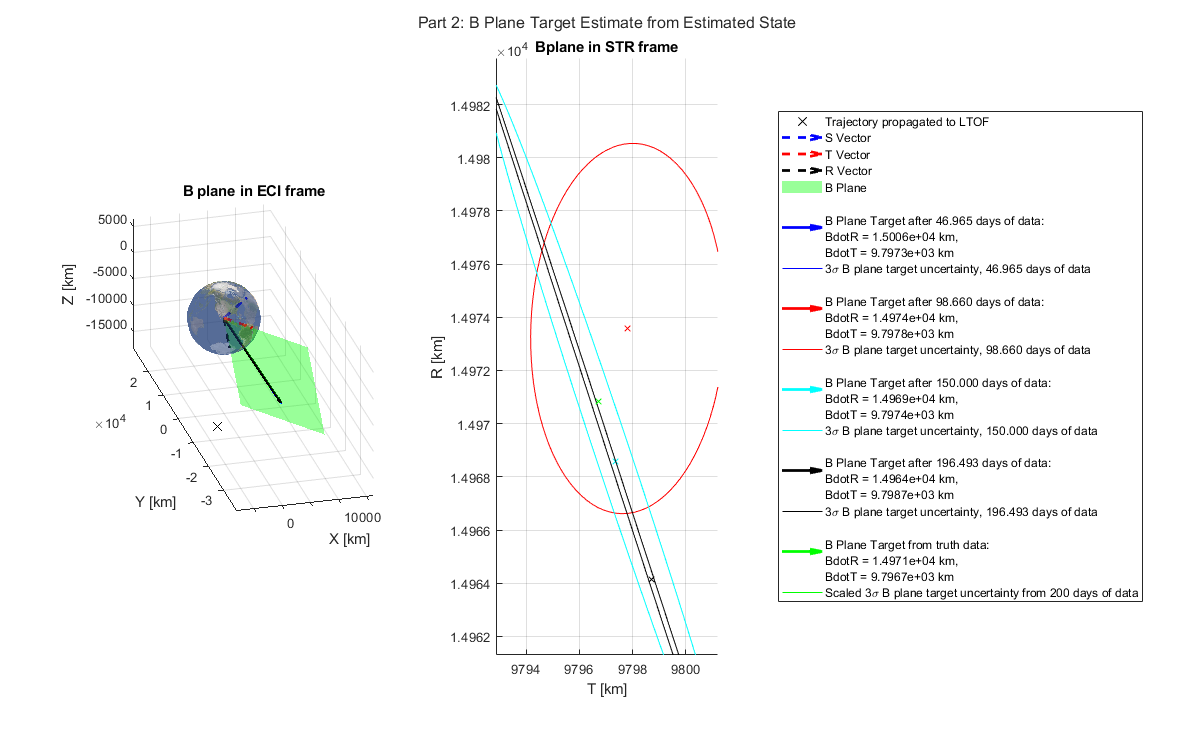 Part 2: B Plane Target Estimate from Estimated State
B plane in ECI frame
5000
0
-5000
-10000
-15000
Z [km]
2
1
0
-1
-2
-3
×10⁴
Y [km]
0
10000
X [km]
×10⁴
Bplane in STR frame
1.4982
1.498
1.4978
1.4976
1.4974
1.4972
1.497
1.4968
1.4966
1.4964
1.4962
R [km]
9794
9796
9798
9800
T [km]
Trajectory propagated to LTOF
S Vector
T Vector
R Vector
B Plane
B Plane Target after 46.965 days of data:
BdotR = 1.5006e+04 km,
BdotT = 9.7973e+03 km
3σ B plane target uncertainty, 46.965 days of data
B Plane Target after 98.660 days of data:
BdotR = 1.4974e+04 km,
BdotT = 9.7978e+03 km
3σ B plane target uncertainty, 98.660 days of data
B Plane Target after 150.000 days of data:
BdotR = 1.4969e+04 km,
BdotT = 9.7974e+03 km
3σ B plane target uncertainty, 150.000 days of data
B Plane Target after 196.493 days of data:
BdotR = 1.4964e+04 km,
BdotT = 9.7987e+03 km
3σ B plane target uncertainty, 196.493 days of data
B Plane Target from truth data:
BdotR = 1.4971e+04 km,
BdotT = 9.7967e+03 km
Scaled 3σ B plane target uncertainty from 200 days of data